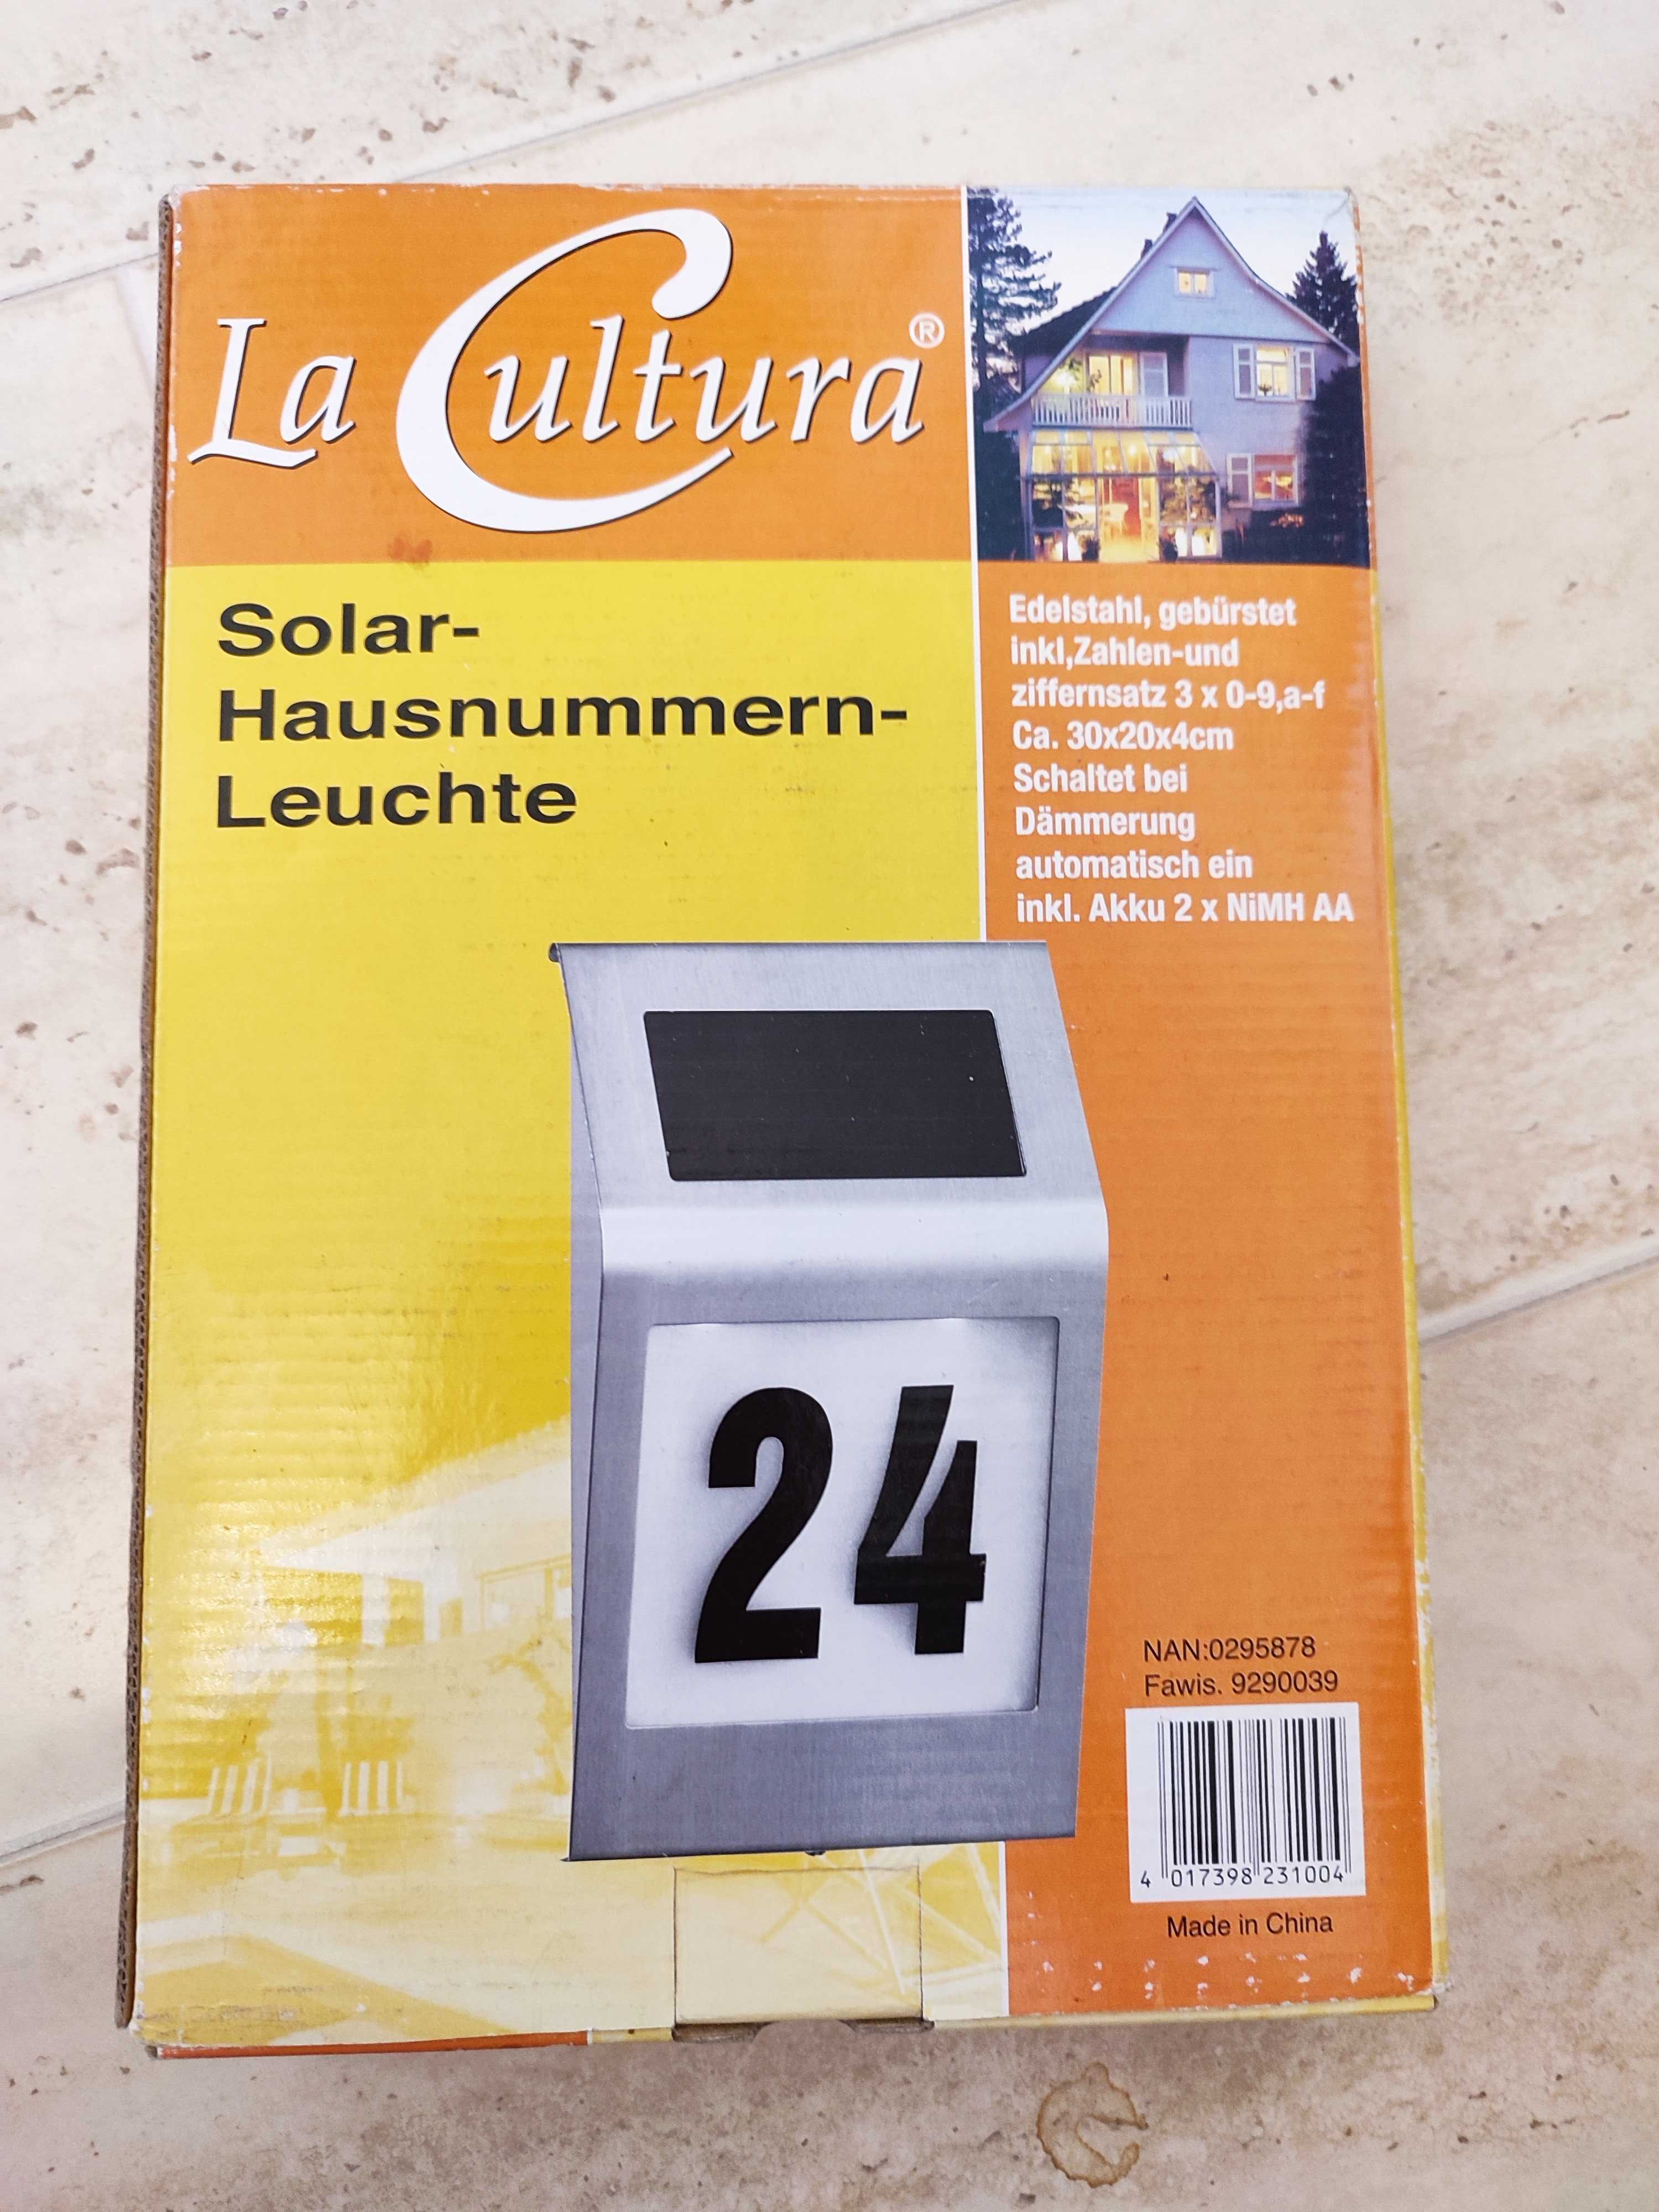 La Cultura®
Solar-
Hausnummern-
Leuchte
Edelstahl, gebürstet
inkl,Zahlen-und
ziffernsatz 3 x 0-9,a-f
Ca. 30x20x4cm
Schaltet bei
Dämmerung
automatisch ein
inkl. Akku 2 x NiMH AA
24
NAN:0295878
Fawis. 9290039
4 017398 231004
Made in China